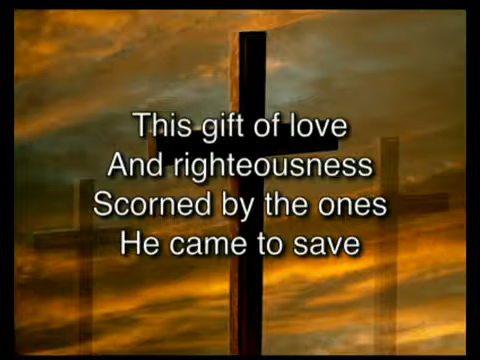 This gift of love
And righteousness
Scorned by the ones
He came to save